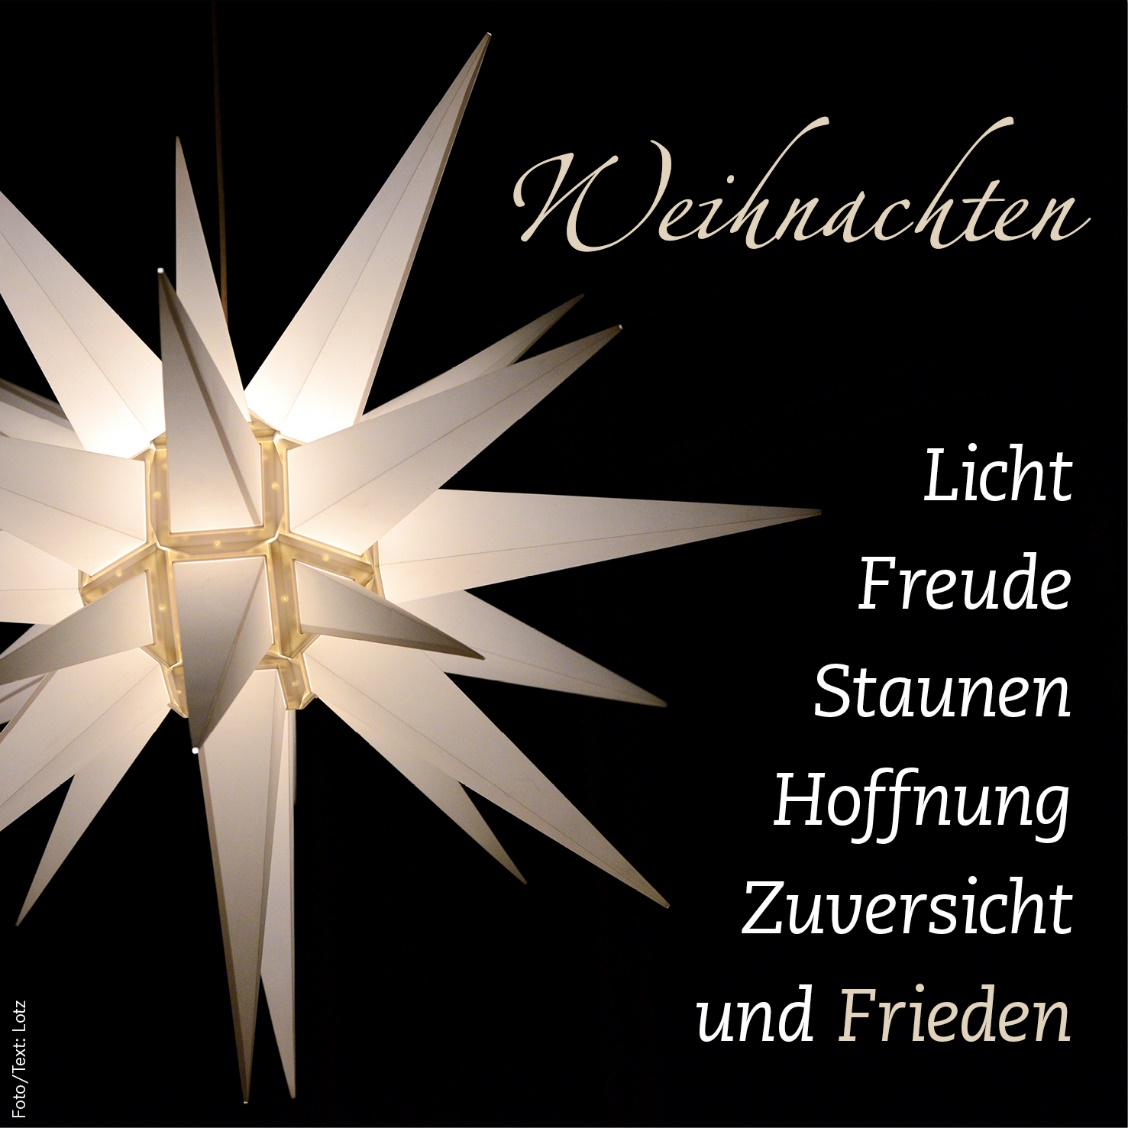 Weihnachten
Licht
Freude
Staunen
Hoffnung
Zuversicht
und Frieden
Foto/Text: Lotz